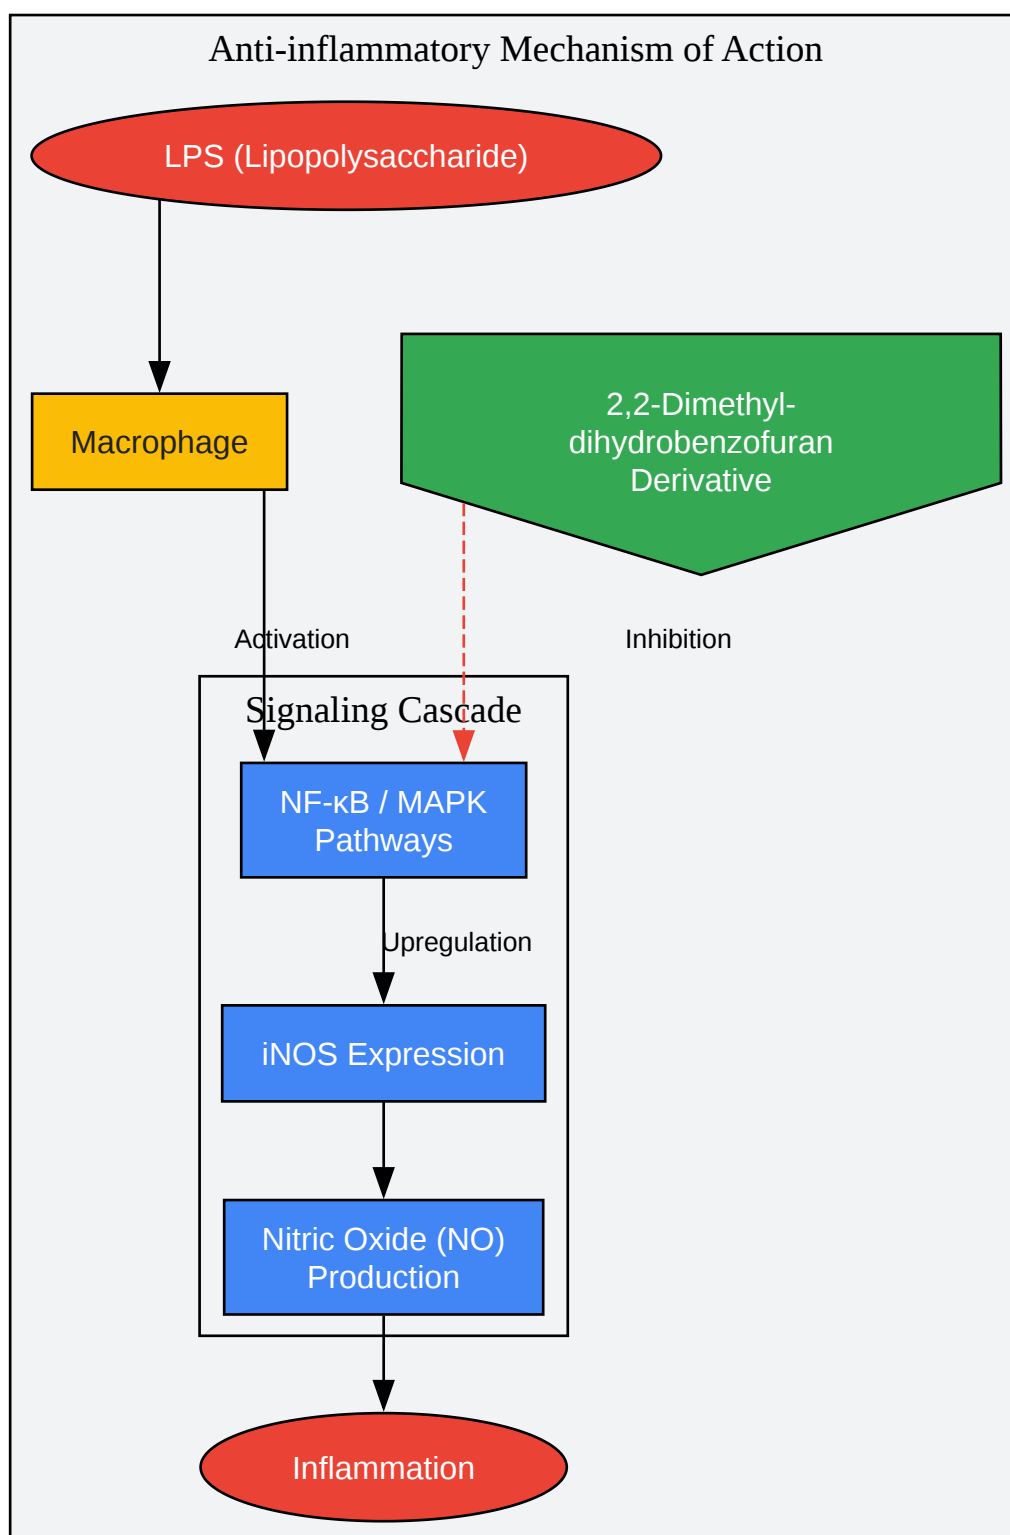 Anti-inflammatory Mechanism of Action
LPS (Lipopolysaccharide)
Macrophage
2,2-Dimethyl-
dihydrobenzofuran
Derivative
Activation
Inhibition
Signaling Cascade
NF-κB / MAPK
Pathways
Upregulation
iNOS Expression
Nitric Oxide (NO)
Production
Inflammation